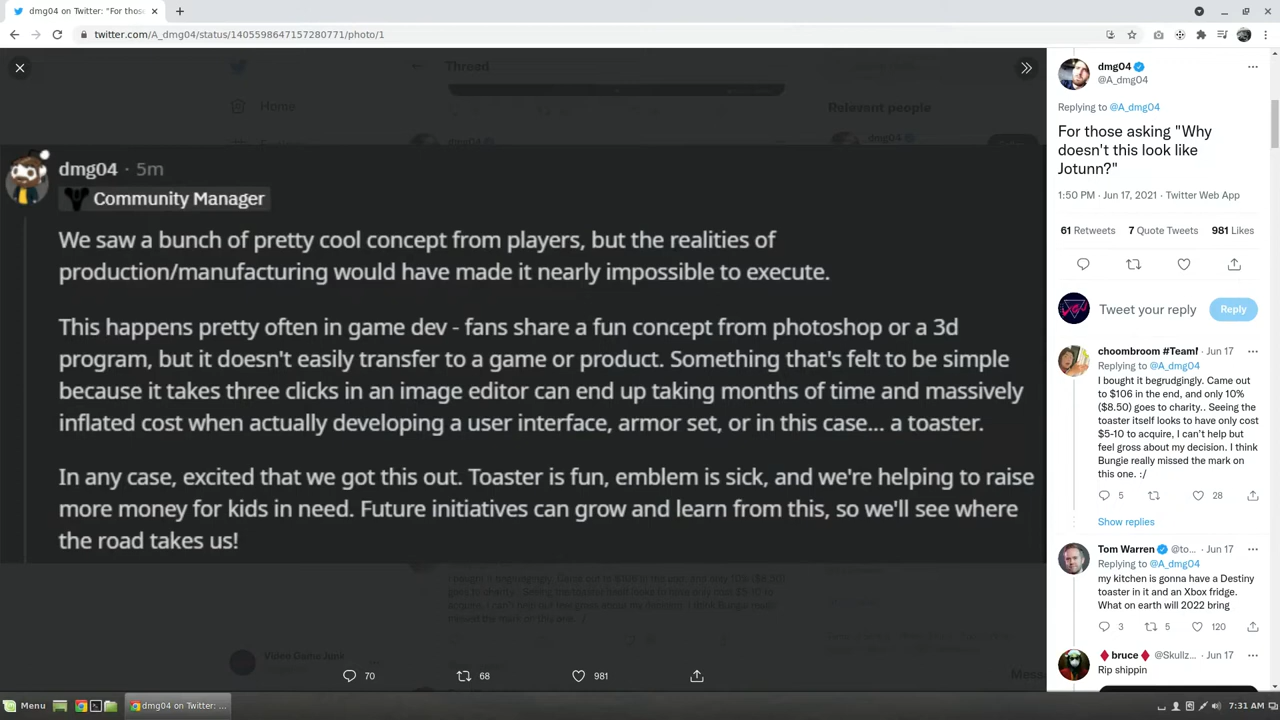 dmg04 on Twitter: "For thos
twitter.com/A_dmg04/status/1405598647157280771/photo/1
Thread
Home
Relevant people
dmg04 · 5m
Community Manager
We saw a bunch of pretty cool concept from players, but the realities of
production/manufacturing would have made it nearly impossible to execute.
This happens pretty often in game dev - fans share a fun concept from photoshop or a 3d
program, but it doesn't easily transfer to a game or product. Something that's felt to be simple
because it takes three clicks in an image editor can end up taking months of time and massively
inflated cost when actually developing a user interface, armor set, or in this case... a toaster.
In any case, excited that we got this out. Toaster is fun, emblem is sick, and we're helping to raise
more money for kids in need. Future initiatives can grow and learn from this, so we'll see where
the road takes us!
Video Game Junk
70
68
981
dmg04
@A_dmg04
Replying to @A_dmg04
For those asking "Why
doesn't this look like
Jotunn?"
1:50 PM · Jun 17, 2021 · Twitter Web App
61 Retweets 7 Quote Tweets 981 Likes
Tweet your reply
Reply
choombroom #TeamM · Jun 17
Replying to @A_dmg04
I bought it begrudgingly. Came out
to $106 in the end, and only 10%
($8.50) goes to charity.. Seeing the
toaster itself looks to have only cost
$5-10 to acquire, I can't help but
feel gross about my decision. I think
Bungie really missed the mark on
this one. :/
5 28
Show replies
Tom Warren @to... · Jun 17
Replying to @A_dmg04
my kitchen is gonna have a Destiny
toaster in it and an Xbox fridge.
What on earth will 2022 bring
3 5 120
bruce @Skullz... · Jun 17
Rip shippin
Menu
dmg04 on Twitter: ...
7:31 AM